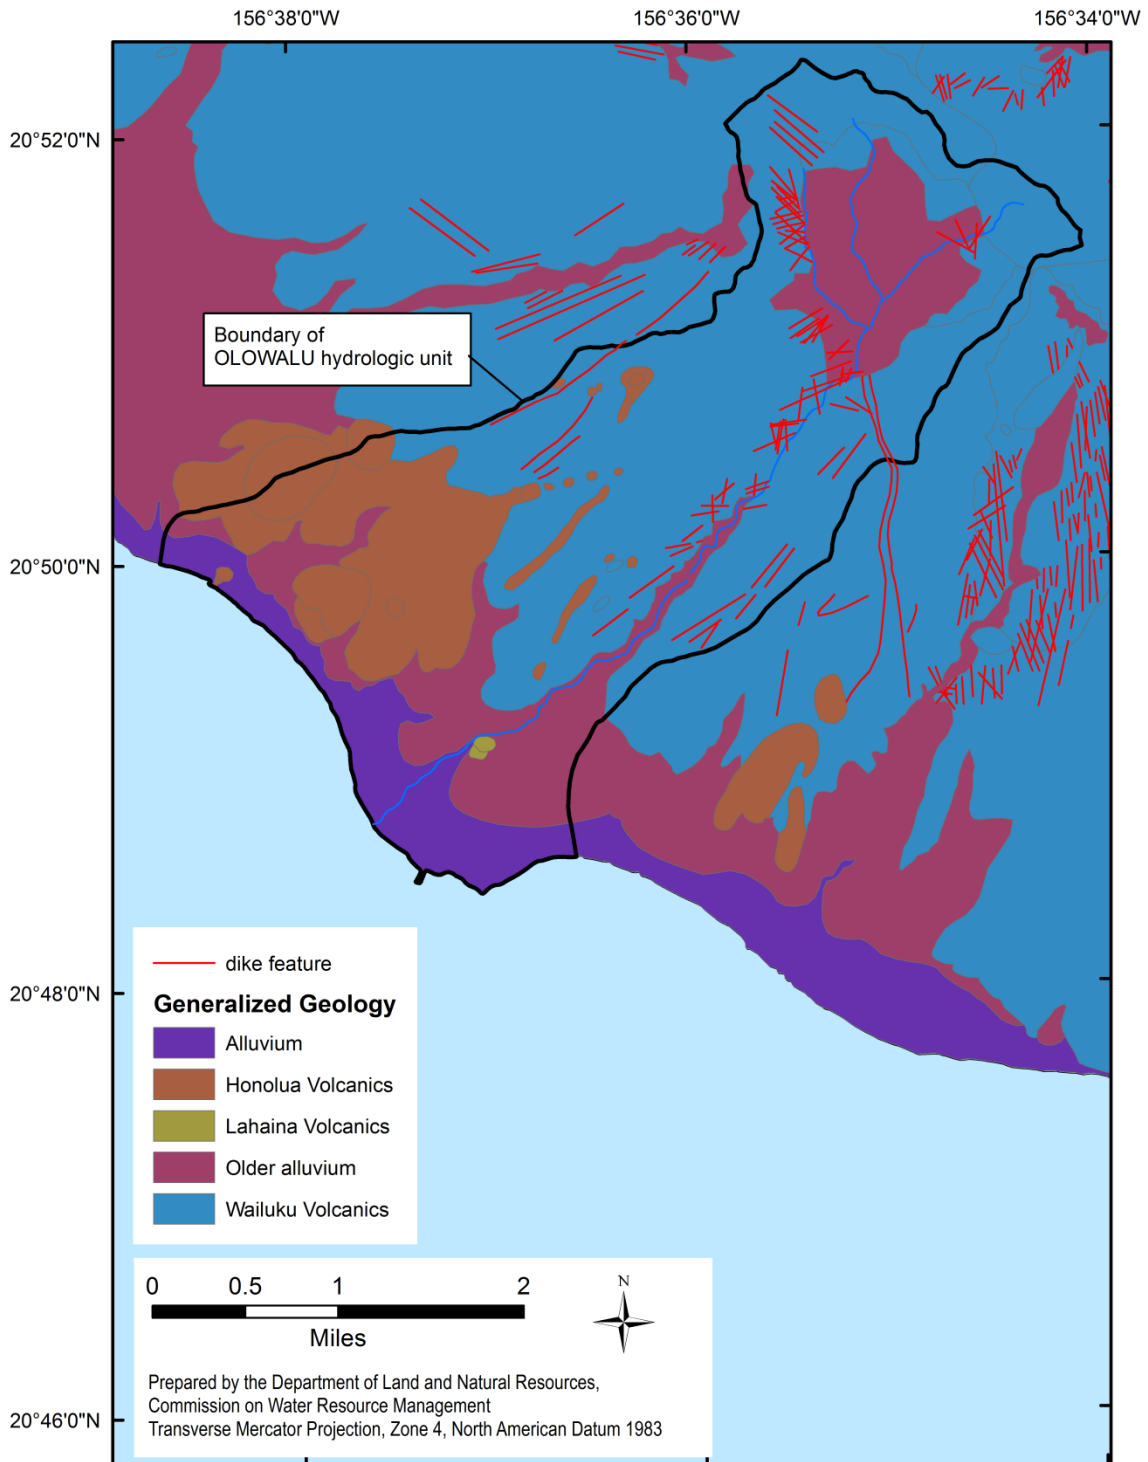 156°38'0"W
156°36'0"W
156°34'0"W
20°52'0"N
Boundary of
OLOWALU hydrologic unit
20°50'0"N
20°48'0"N
dike feature
Generalized Geology
Alluvium
Honolua Volcanics
Lahaina Volcanics
Older alluvium
Wailuku Volcanics
0 0.5 1 2
Miles
N
Prepared by the Department of Land and Natural Resources,
Commission on Water Resource Management
Transverse Mercator Projection, Zone 4, North American Datum 1983
20°46'0"N